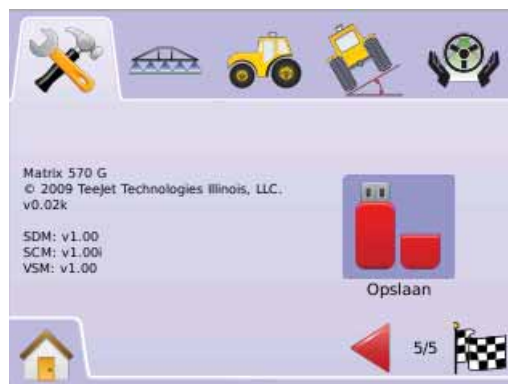 Matrix 570 G
© 2009 TeeJet Technologies Illinois, LLC.
v0.02k
SDM: v1.00
SCM: v1.00i
VSM: v1.00
Opslaan
5/5